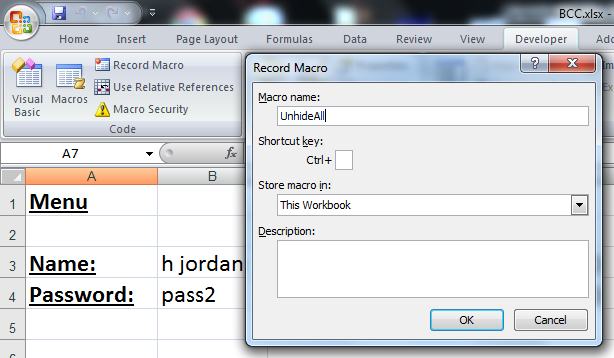 BCC.xlsx -
Home Insert Page Layout Formulas Data Review View Developer Ad
Visual Basic
Macros
Record Macro
Use Relative References
Macro Security
Code
A7
fx
A B
1 Menu
2
3 Name: h jordan
4 Password: pass2
5
6
Record Macro
?
Macro name:
UnhideAll
Shortcut key:
Ctrl+
Store macro in:
This Workbook
Description:
OK Cancel